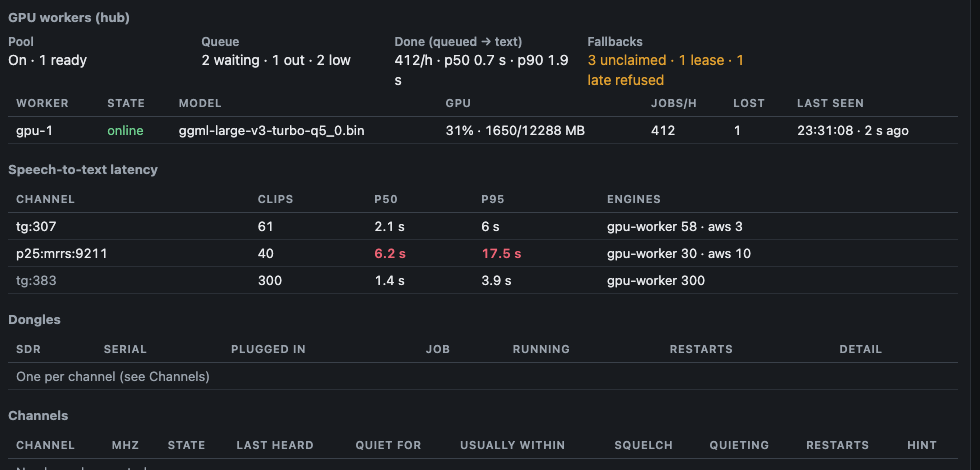 GPU workers (hub)
Pool Queue Done (queued → text) Fallbacks
On · 1 ready 2 waiting · 1 out · 2 low 412/h · p50 0.7 s · p90 1.9 s 3 unclaimed · 1 lease · 1 late refused
WORKER STATE MODEL GPU JOBS/H LOST LAST SEEN
gpu-1 online ggml-large-v3-turbo-q5_0.bin 31% · 1650/12288 MB 412 1 23:31:08 · 2 s ago
Speech-to-text latency
CHANNEL CLIPS P50 P95 ENGINES
tg:307 61 2.1 s 6 s gpu-worker 58 · aws 3
p25:mrrs:9211 40 6.2 s 17.5 s gpu-worker 30 · aws 10
tg:383 300 1.4 s 3.9 s gpu-worker 300
Dongles
SDR SERIAL PLUGGED IN JOB RUNNING RESTARTS DETAIL
One per channel (see Channels)
Channels
CHANNEL MHZ STATE LAST HEARD QUIET FOR USUALLY WITHIN SQUELCH QUIETING RESTARTS HINT